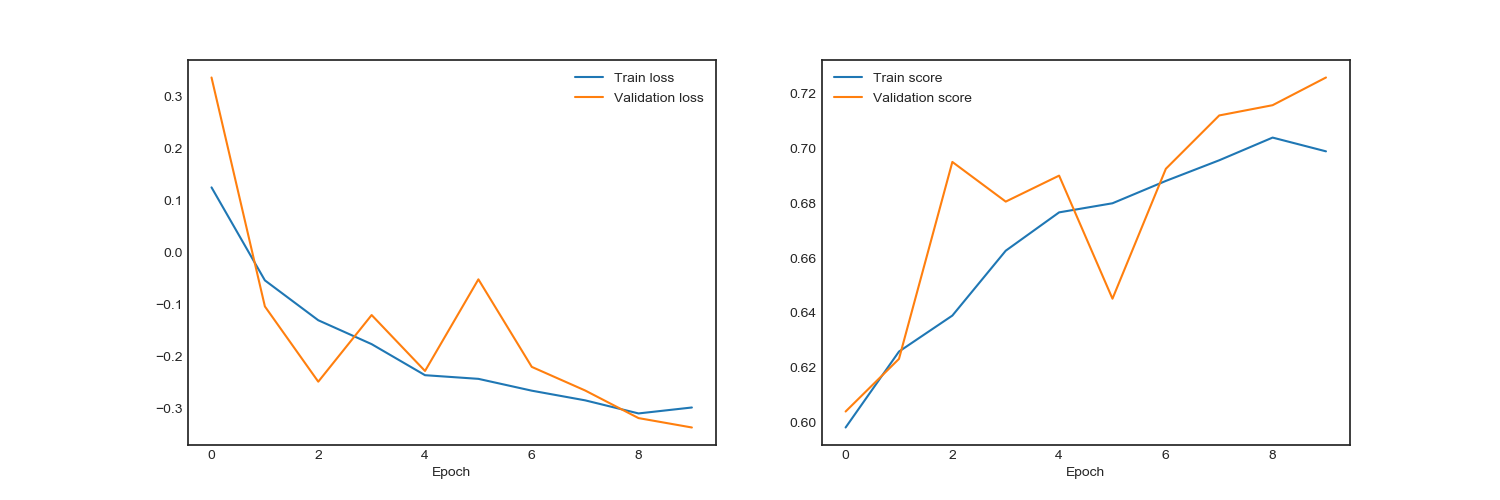 Train loss
Validation loss
0.3
0.2
0.1
0.0
−0.1
−0.2
−0.3
0 2 4 6 8
Epoch
Train score
Validation score
0.72
0.70
0.68
0.66
0.64
0.62
0.60
0 2 4 6 8
Epoch